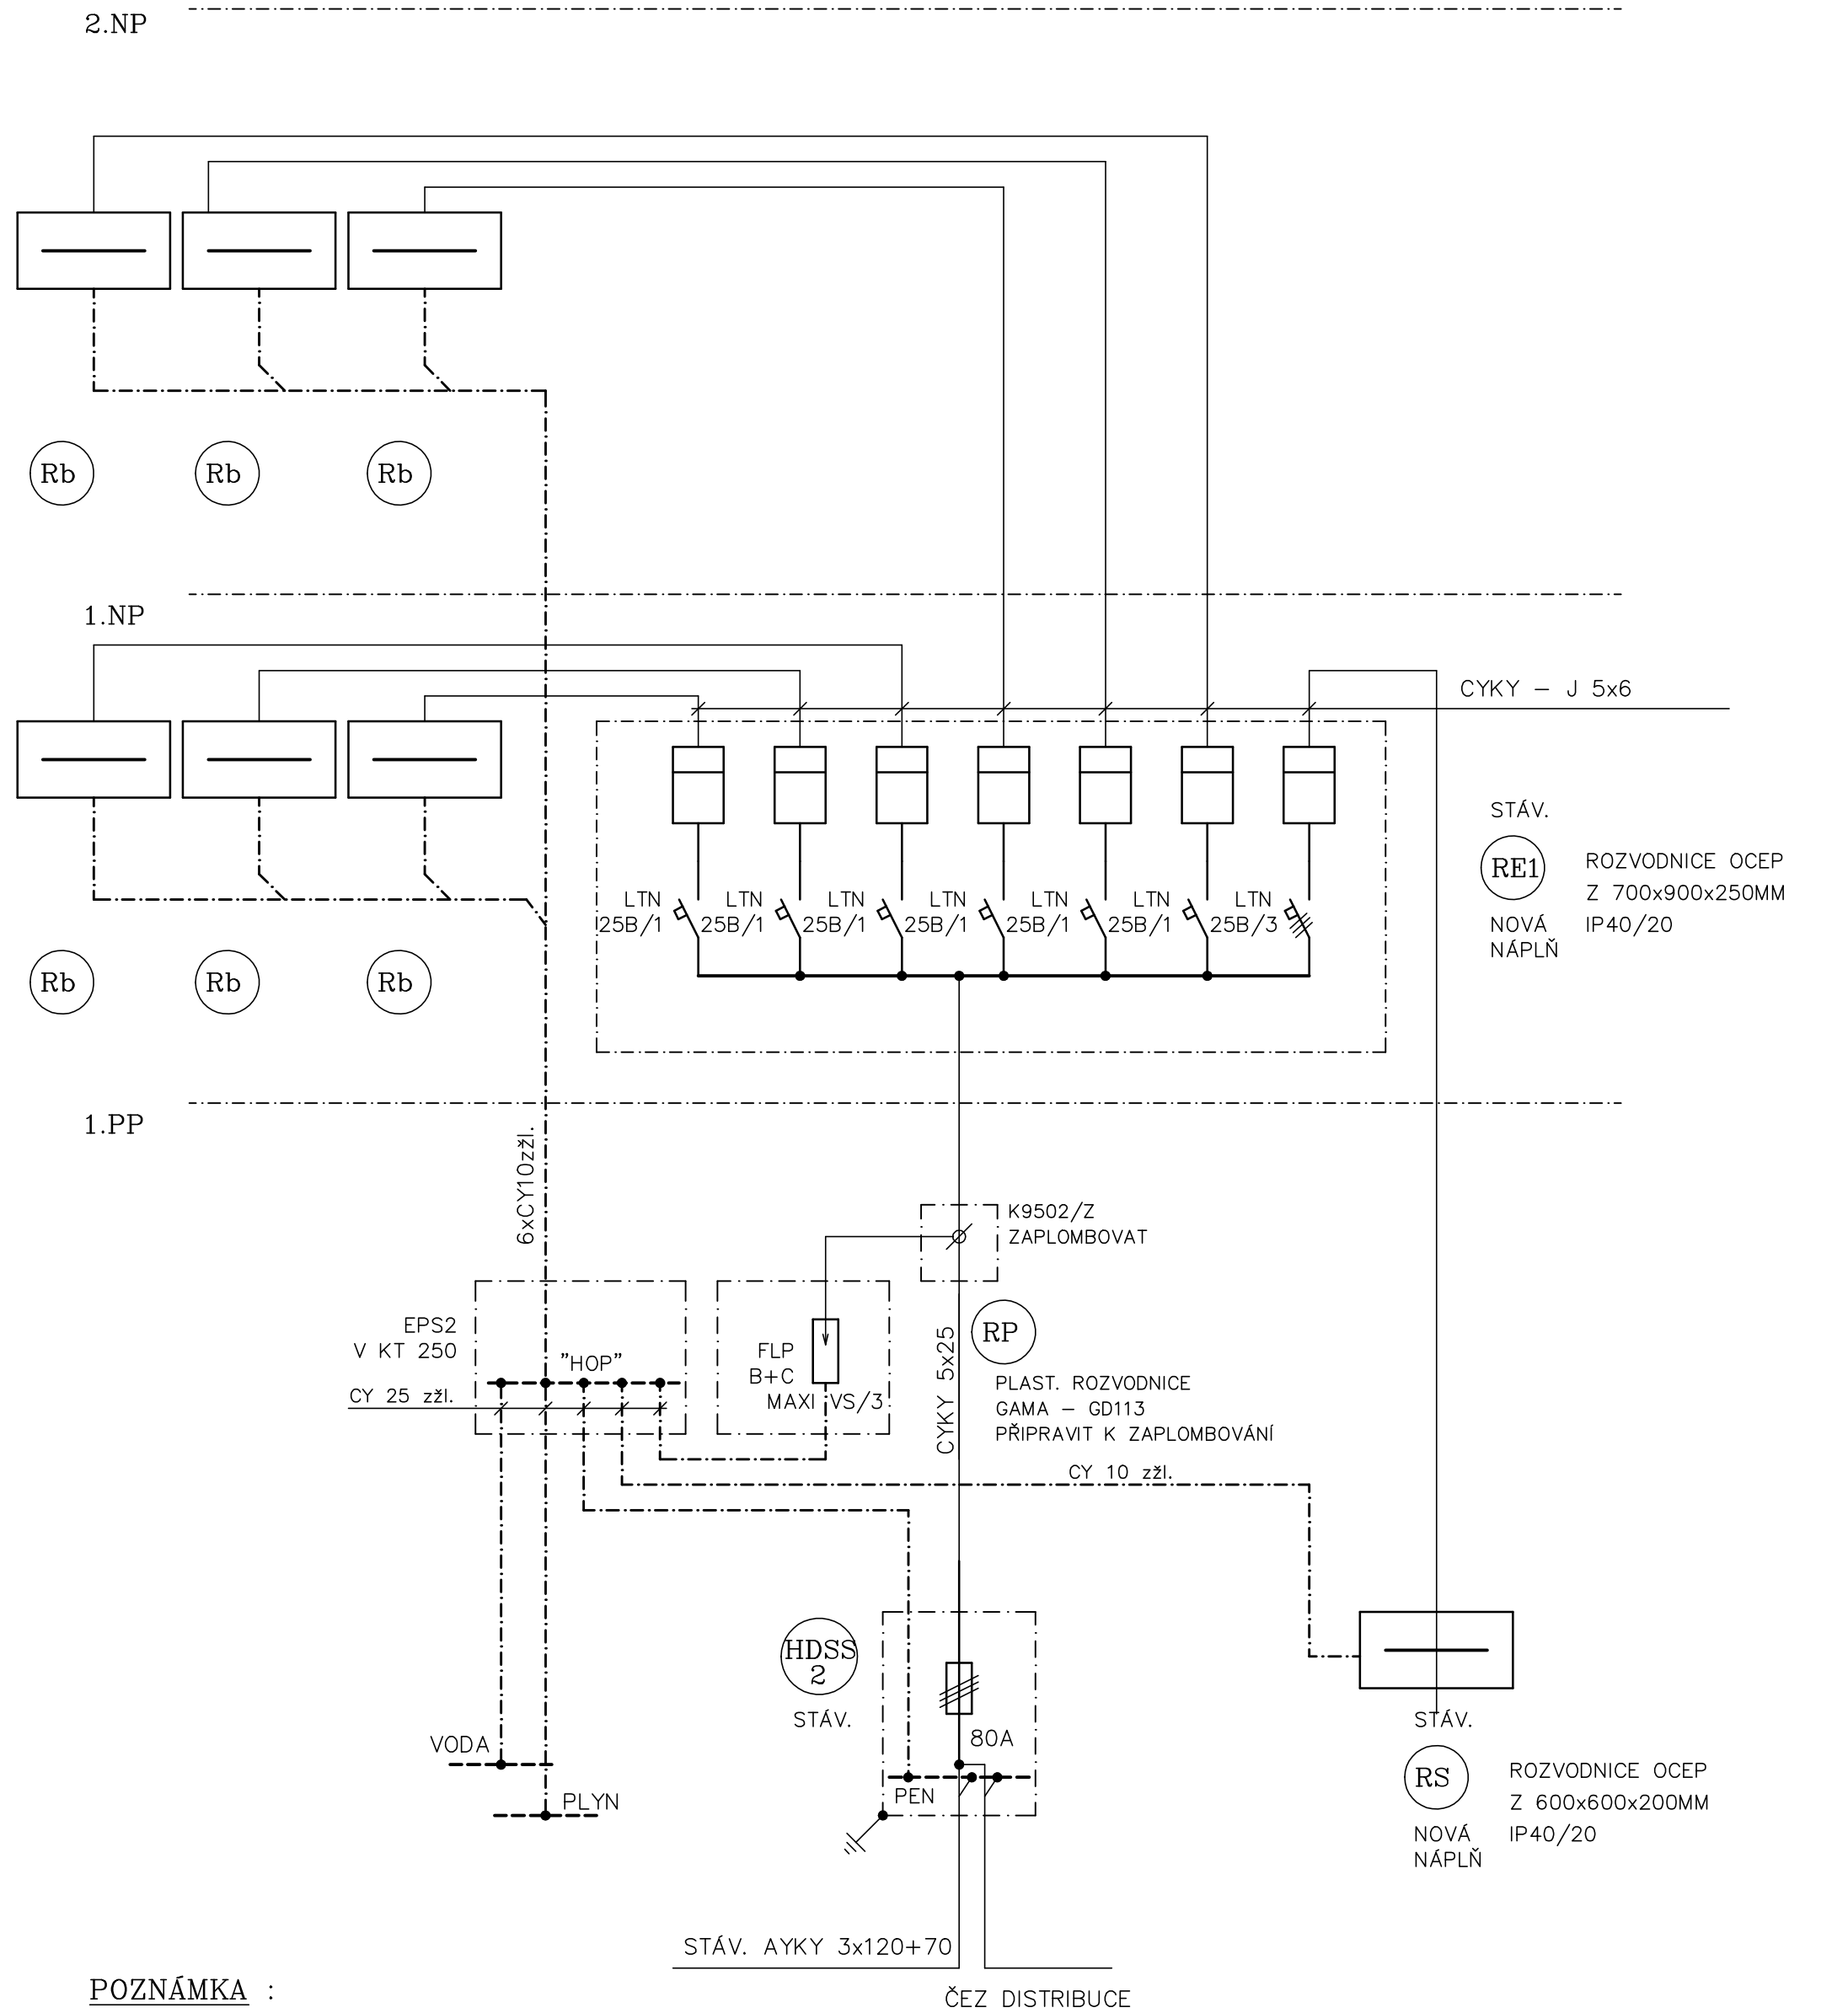 2.NP
Rb
Rb
Rb
1.NP
CYKY – J 5x6
STÁV.
RE1
ROZVODNICE OCEP
Z 700x900x250MM
NOVÁ
IP40/20
NÁPLŇ
LTN
25B/1
LTN
25B/1
LTN
25B/1
LTN
25B/1
LTN
25B/1
LTN
25B/1
LTN
25B/3
Rb
Rb
Rb
1.PP
6xCY10zžl.
K9502/Z
ZAPLOMBOVAT
EPS2
V KT 250
"HOP"
CY 25 zžl.
FLP
B+C
MAXI VS/3
CYKY 5x25
RP
PLAST. ROZVODNICE
GAMA – GD113
PŘIPRAVIT K ZAPLOMBOVÁNÍ
CY 10 zžl.
HDSS
2
STÁV.
80A
PEN
VODA
PLYN
STÁV.
RS
ROZVODNICE OCEP
Z 600x600x200MM
NOVÁ
IP40/20
NÁPLŇ
STÁV. AYKY 3x120+70
ČEZ DISTRIBUCE
POZNÁMKA :